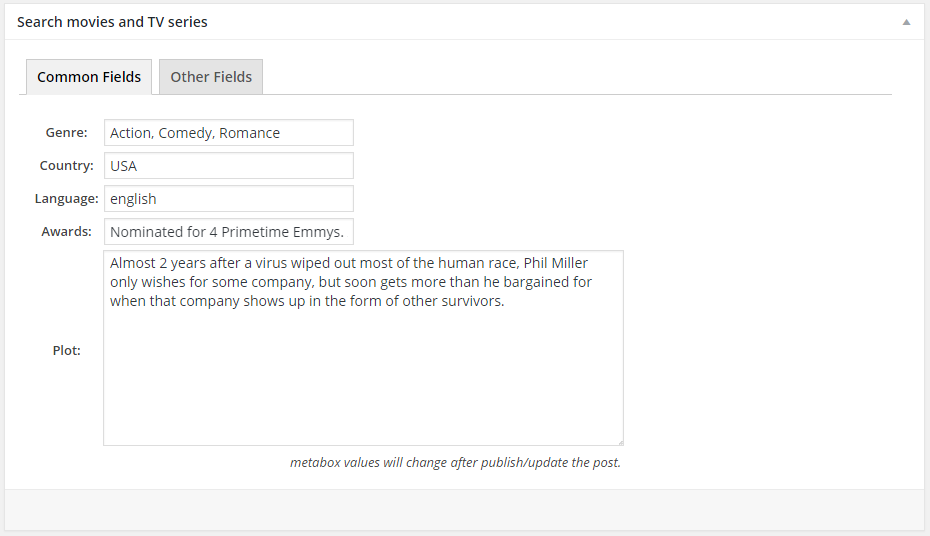 Search movies and TV series
Common Fields
Other Fields
Genre: Action, Comedy, Romance
Country: USA
Language: english
Awards: Nominated for 4 Primetime Emmys.
Plot:
Almost 2 years after a virus wiped out most of the human race, Phil Miller
only wishes for some company, but soon gets more than he bargained for
when that company shows up in the form of other survivors.
metabox values will change after publish/update the post.